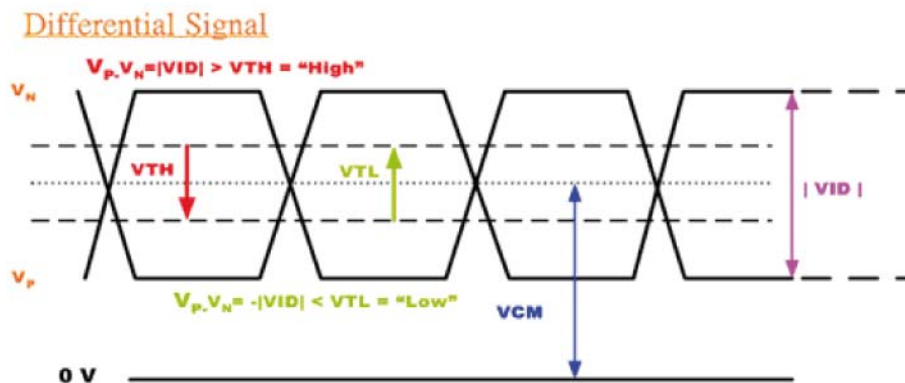 Differential Signal
VP-VN=|VID| > VTH = “High”
VN
VTH
VTL
| VID |
VP
VP-VN= -|VID| < VTL = “Low”
VCM
0 V